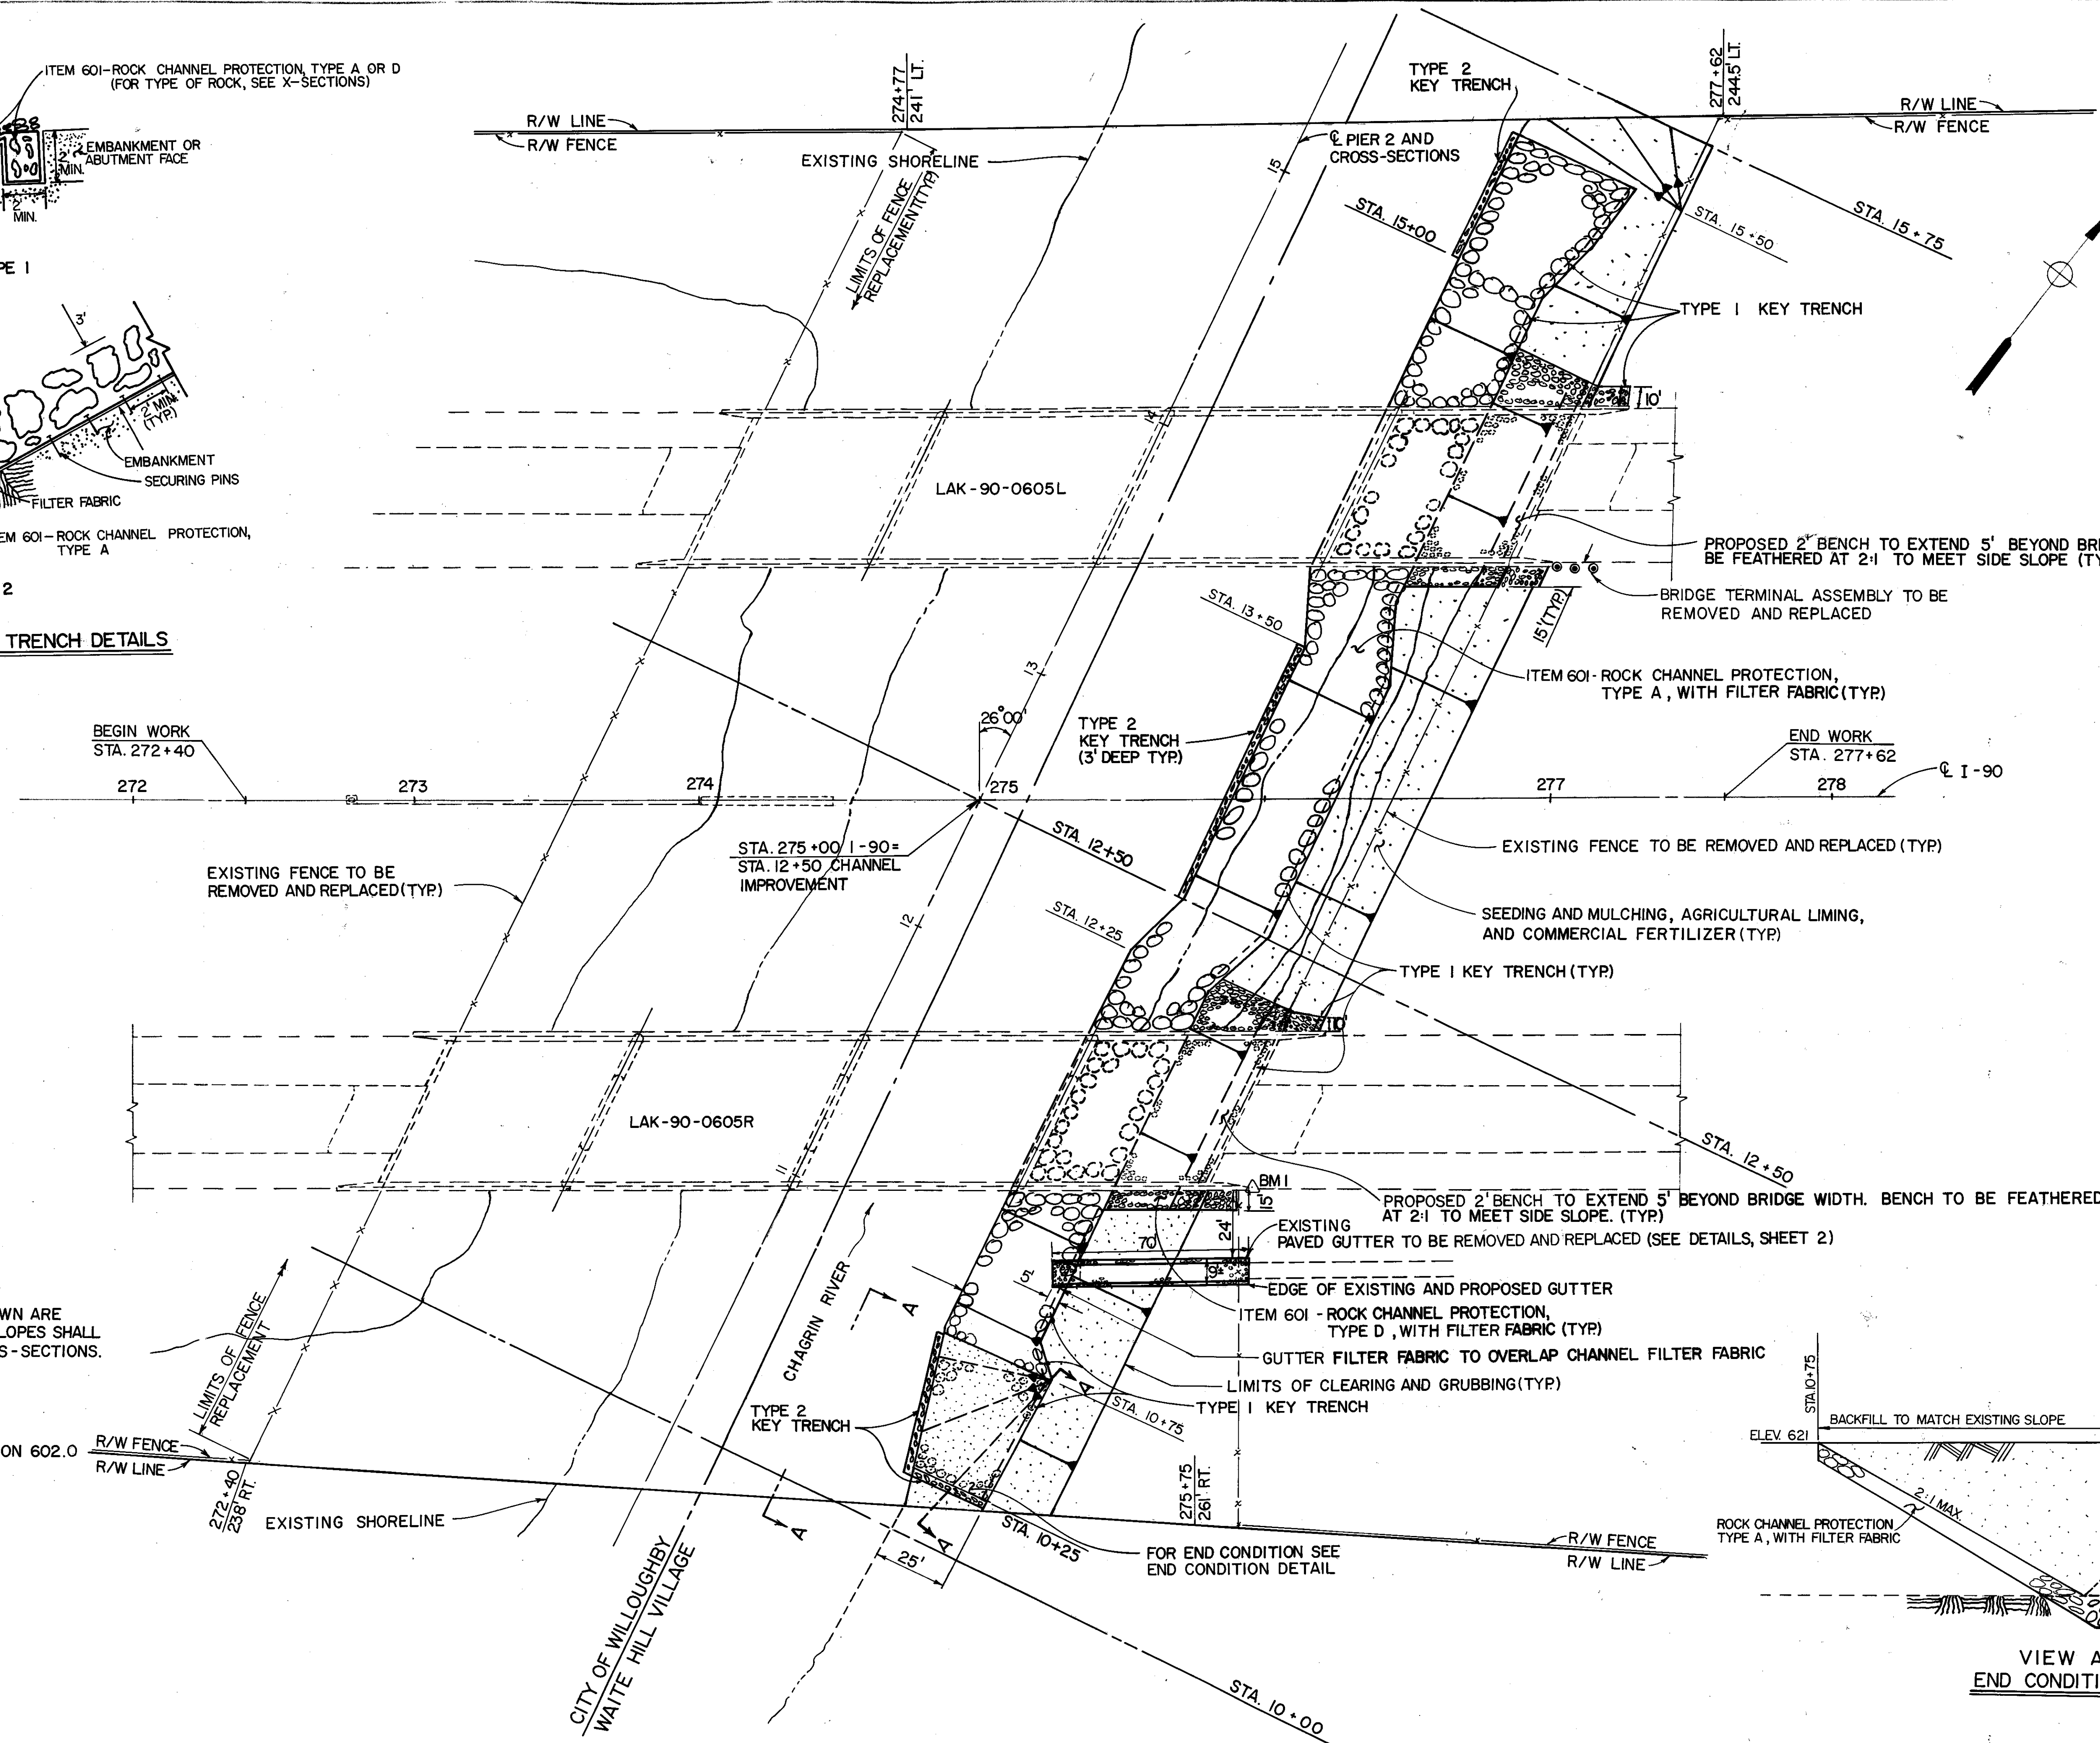 ITEM 601-ROCK CHANNEL PROTECTION, TYPE A OR D
(FOR TYPE OF ROCK, SEE X-SECTIONS)
EMBANKMENT OR
ABUTMENT FACE
2'
MIN.
2'
MIN.
PE 1
3'
2' MIN.
(TYP.)
EMBANKMENT
SECURING PINS
FILTER FABRIC
EM 601-ROCK CHANNEL PROTECTION,
TYPE A
2
TRENCH DETAILS
R/W LINE
R/W FENCE
274+77
241' LT.
EXISTING SHORELINE
LIMITS OF FENCE
REPLACEMENT(TYP.)
15
℄ PIER 2 AND
CROSS-SECTIONS
TYPE 2
KEY TRENCH
277+62
244.5' LT.
R/W LINE
R/W FENCE
STA. 15+00
STA. 15+50
STA. 15+75
TYPE 1 KEY TRENCH
10'
14
LAK-90-0605L
PROPOSED 2' BENCH TO EXTEND 5' BEYOND BRI
BE FEATHERED AT 2:1 TO MEET SIDE SLOPE (TY
BRIDGE TERMINAL ASSEMBLY TO BE
REMOVED AND REPLACED
15'(TYP.)
STA. 13+50
13
ITEM 601-ROCK CHANNEL PROTECTION,
TYPE A, WITH FILTER FABRIC(TYP.)
TYPE 2
KEY TRENCH
(3' DEEP TYP.)
26°00'
BEGIN WORK
STA. 272+40
END WORK
STA. 277+62
℄ I-90
272
273
274
275
277
278
STA. 275+00 I-90=
STA. 12+50 CHANNEL
IMPROVEMENT
STA. 12+50
EXISTING FENCE TO BE REMOVED AND REPLACED (TYP.)
EXISTING FENCE TO BE
REMOVED AND REPLACED(TYP.)
12
STA. 12+25
SEEDING AND MULCHING, AGRICULTURAL LIMING,
AND COMMERCIAL FERTILIZER (TYP.)
TYPE 1 KEY TRENCH (TYP.)
10'
LAK-90-0605R
11
STA. 12+50
BM 1
15'
PROPOSED 2' BENCH TO EXTEND 5' BEYOND BRIDGE WIDTH. BENCH TO BE FEATHERED
AT 2:1 TO MEET SIDE SLOPE. (TYP.)
24'
70'
EXISTING
PAVED GUTTER TO BE REMOVED AND REPLACED (SEE DETAILS, SHEET 2)
5'
EDGE OF EXISTING AND PROPOSED GUTTER
ITEM 601 - ROCK CHANNEL PROTECTION,
TYPE D, WITH FILTER FABRIC (TYP.)
GUTTER FILTER FABRIC TO OVERLAP CHANNEL FILTER FABRIC
LIMITS OF CLEARING AND GRUBBING(TYP.)
TYPE 1 KEY TRENCH
STA. 10+75
CHAGRIN RIVER
A
A
A
A
TYPE 2
KEY TRENCH
WN ARE
LOPES SHALL
S-SECTIONS.
LIMITS OF FENCE
REPLACEMENT
ON 602.0
R/W FENCE
R/W LINE
272+40
238' RT.
EXISTING SHORELINE
275+75
261' RT.
STA. 10+25
25'
FOR END CONDITION SEE
END CONDITION DETAIL
R/W FENCE
R/W LINE
CITY OF WILLOUGHBY
WAITE HILL VILLAGE
STA. 10+00
STA.10+75
BACKFILL TO MATCH EXISTING SLOPE
ELEV. 621
2:1 MAX.
ROCK CHANNEL PROTECTION
TYPE A, WITH FILTER FABRIC
VIEW A
END CONDITI